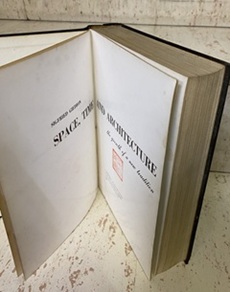 SIGFRIED GIEDION
SPACE, TIME AND ARCHITECTURE
the growth of a new tradition